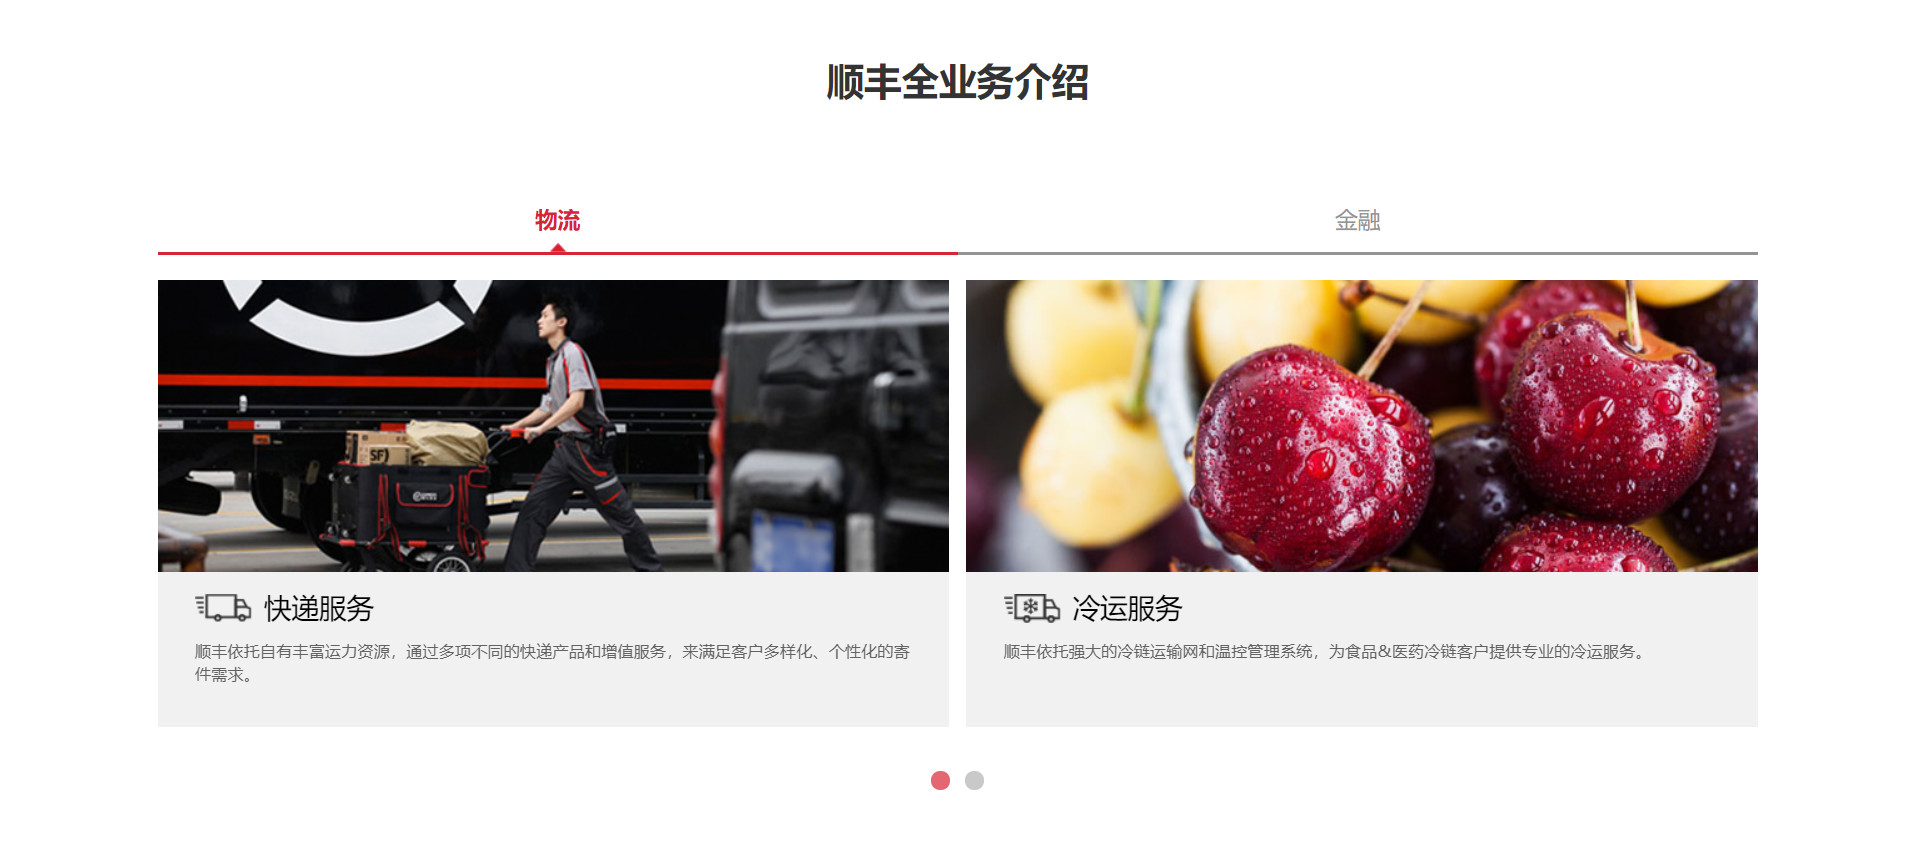 顺丰全业务介绍
物流
金融
SF)
快递服务
顺丰依托自有丰富运力资源，通过多项不同的快递产品和增值服务，来满足客户多样化、个性化的寄
件需求。
冷运服务
顺丰依托强大的冷链运输网和温控管理系统，为食品&医药冷链客户提供专业的冷运服务。